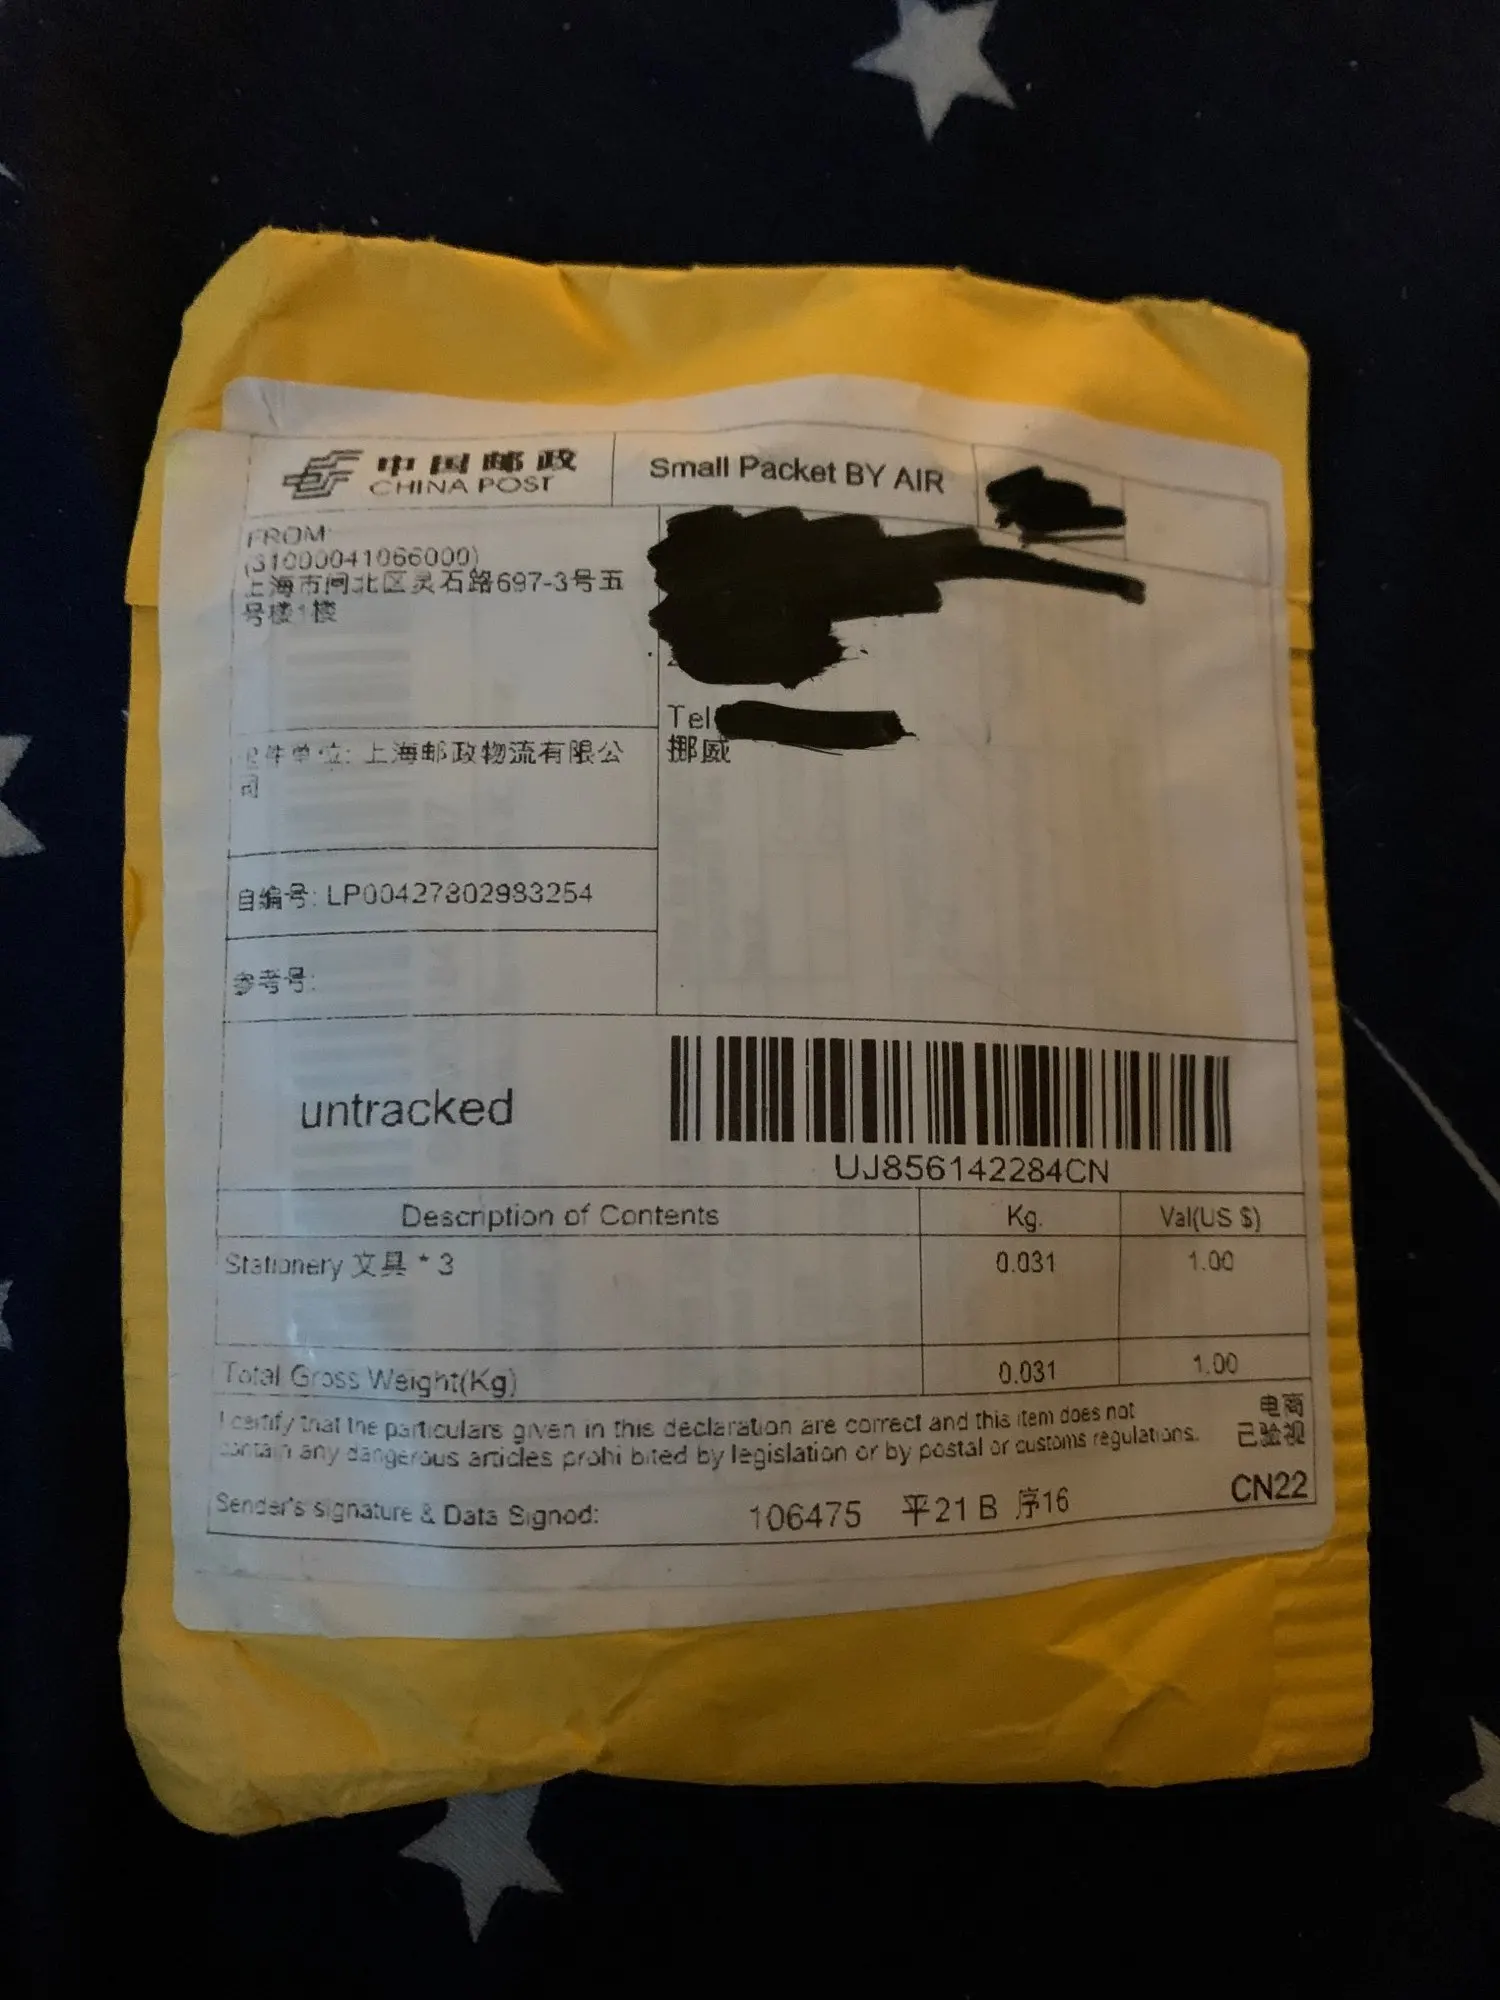 中国邮政
CHINA POST
Small Packet BY AIR
FROM:
(31000041066000)
上海市闸北区灵石路697-3号五
号楼1楼
Tel
挪威
件单位: 上海邮政物流有限公
司
自编号: LP00427802983254
参考号:
untracked
UJ856142284CN
Description of Contents
Kg.
Val(US $)
Stationery 文具 * 3
0.031
1.00
Total Gross Weight(Kg)
0.031
1.00
I certify that the particulars given in this declaration are correct and this item does not
contain any dangerous articles prohi bited by legislation or by postal or customs regulations.
电商
已验视
Sender's signature & Data Signod:
106475 平21 B 序16
CN22